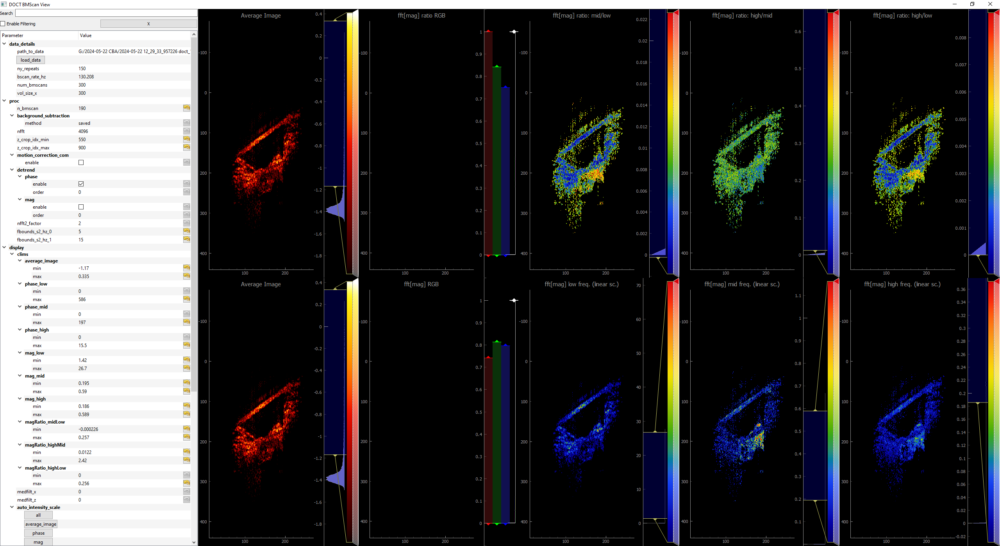 DOCT BMScan View
Search
Enable Filtering
X
Parameter Value
data_details
path_to_data G:/2024-05-22 CBA/2024-05-22 12_29_33_957226 doct_
load_data
ny_repeats 150
bscan_rate_hz 130.208
num_bmscans 300
vol_size_x 300
proc
n_bmscan 190
background_subtraction
method saved
nfft 4096
z_crop_idx_min 550
z_crop_idx_max 900
motion_correction_com
enable
detrend
phase
enable
order 0
mag
enable
order 0
nfft2_factor 2
fbounds_s2_hz_0 5
fbounds_s2_hz_1 15
display
clims
average_image
min -1.17
max 0.335
phase_low
min 0
max 586
phase_mid
min 0
max 197
phase_high
min 0
max 15.5
mag_low
min 1.42
max 26.7
mag_mid
min 0.195
max 0.59
mag_high
min 0.186
max 0.589
magRatio_midLow
min -0.000226
max 0.257
magRatio_highMid
min 0.0122
max 2.42
magRatio_highLow
min 0
max 0.256
medfilt_x 0
medfilt_z 0
auto_intensity_scale
all
average_image
phase
mag
Average Image
-100
0
100
200
300
400
100 200
0.4
0.2
0
-0.2
-0.4
-0.6
-0.8
-1
-1.2
-1.4
-1.6
-1.8
fft[mag] ratio RGB
-100
0
100
200
300
400
100 200
1
0.9
0.8
0.7
0.6
0.5
0.4
0.3
0.2
0.1
0
fft[mag] ratio: mid/low
-100
0
100
200
300
400
100 200
0.022
0.02
0.018
0.016
0.014
0.012
0.01
0.008
0.006
0.004
0.002
0
fft[mag] ratio: high/mid
-100
0
100
200
300
400
100 200
0.6
0.5
0.4
0.3
0.2
0.1
0
fft[mag] ratio: high/low
-100
0
100
200
300
400
100 200
0.008
0.007
0.006
0.005
0.004
0.003
0.002
0.001
0
Average Image
-100
0
100
200
300
400
100 200
0.4
0.2
0
-0.2
-0.4
-0.6
-0.8
-1
-1.2
-1.4
-1.6
-1.8
fft[mag] RGB
-100
0
100
200
300
400
100 200
1
0.9
0.8
0.7
0.6
0.5
0.4
0.3
0.2
0.1
0
fft[mag] low freq. (linear sc.)
-100
0
100
200
300
400
100 200
70
60
50
40
30
20
10
0
fft[mag] mid freq. (linear sc.)
-100
0
100
200
300
400
100 200
1.1
1
0.9
0.8
0.7
0.6
0.5
0.4
0.3
0.2
0.1
fft[mag] high freq. (linear sc.)
-100
0
100
200
300
400
100 200
0.36
0.34
0.32
0.3
0.28
0.26
0.24
0.22
0.2
0.18
0.16
0.14
0.12
0.1
0.08
0.06
0.04
0.02
0
-0.02